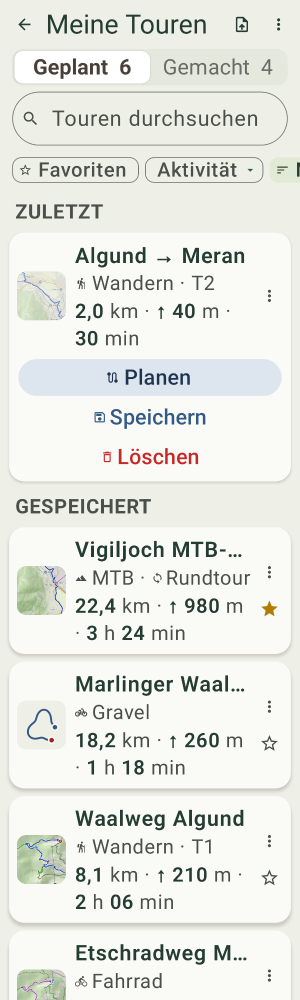 Meine Touren
Geplant 6 Gemacht 4
Touren durchsuchen
Favoriten Aktivität
ZULETZT
Algund → Meran
Wandern · T2
2,0 km · ↑ 40 m ·
30 min
Planen
Speichern
Löschen
GESPEICHERT
Vigiljoch MTB-…
MTB · Rundtour
22,4 km · ↑ 980 m
· 3 h 24 min
Marlinger Waal…
Gravel
18,2 km · ↑ 260 m
· 1 h 18 min
Waalweg Algund
Wandern · T1
8,1 km · ↑ 210 m ·
2 h 06 min
Etschradweg M…
Fahrrad